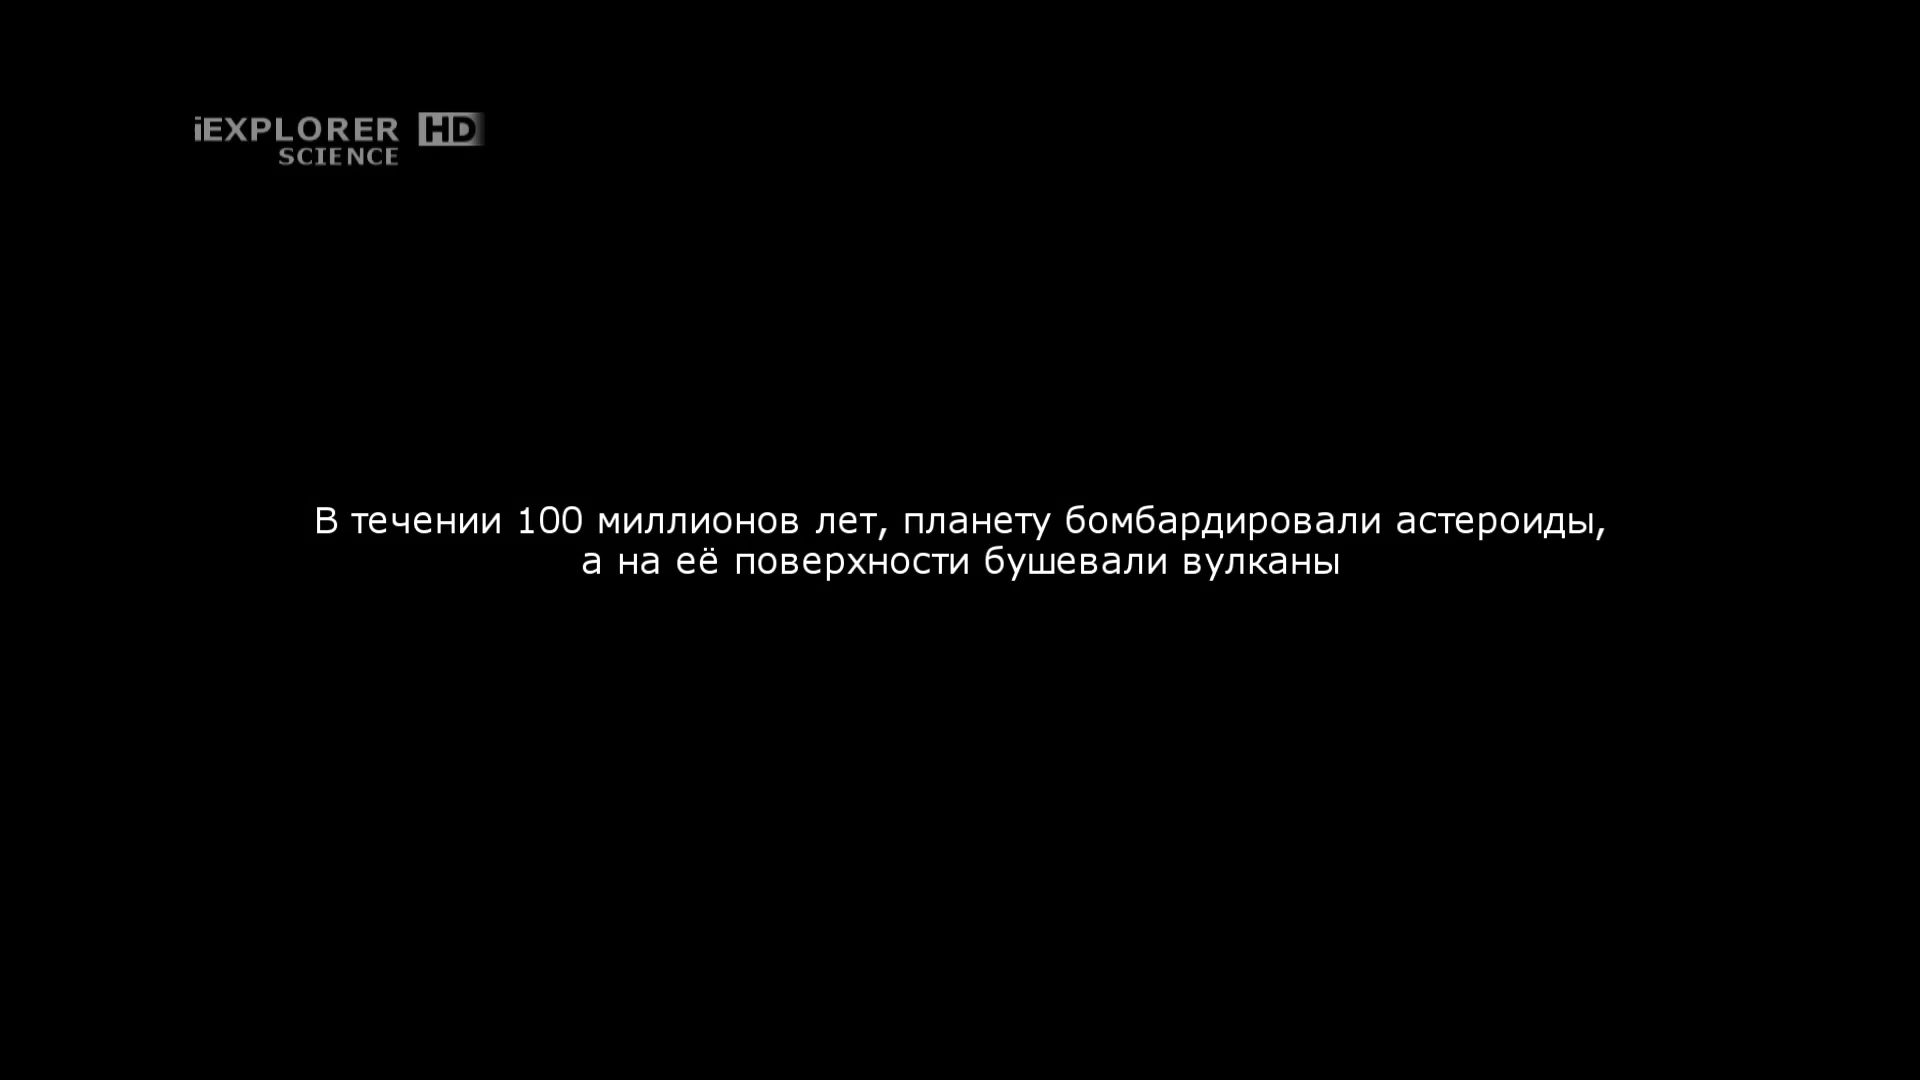 iEXPLORER HD
SCIENCE
В течении 100 миллионов лет, планету бомбардировали астероиды,
а на её поверхности бушевали вулканы